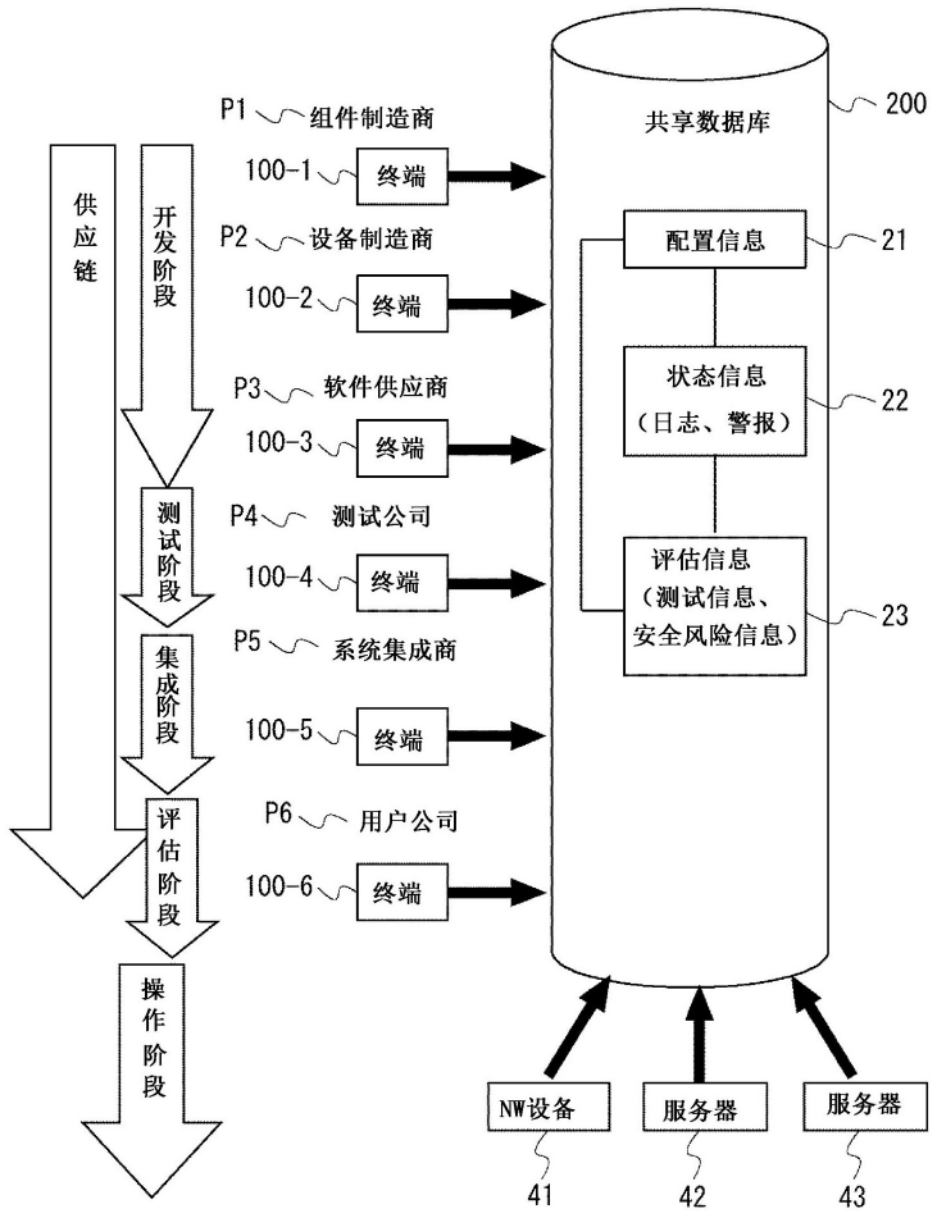 200
共享数据库
P1
组件制造商
100-1
终端
P2
设备制造商
100-2
终端
P3
软件供应商
100-3
终端
P4
测试公司
100-4
终端
P5
系统集成商
100-5
终端
P6
用户公司
100-6
终端
供应链
开发阶段
测试阶段
集成阶段
评估阶段
操作阶段
配置信息
21
状态信息
（日志、警报）
22
评估信息
（测试信息、
安全风险信息）
23
NW设备
服务器
服务器
41
42
43